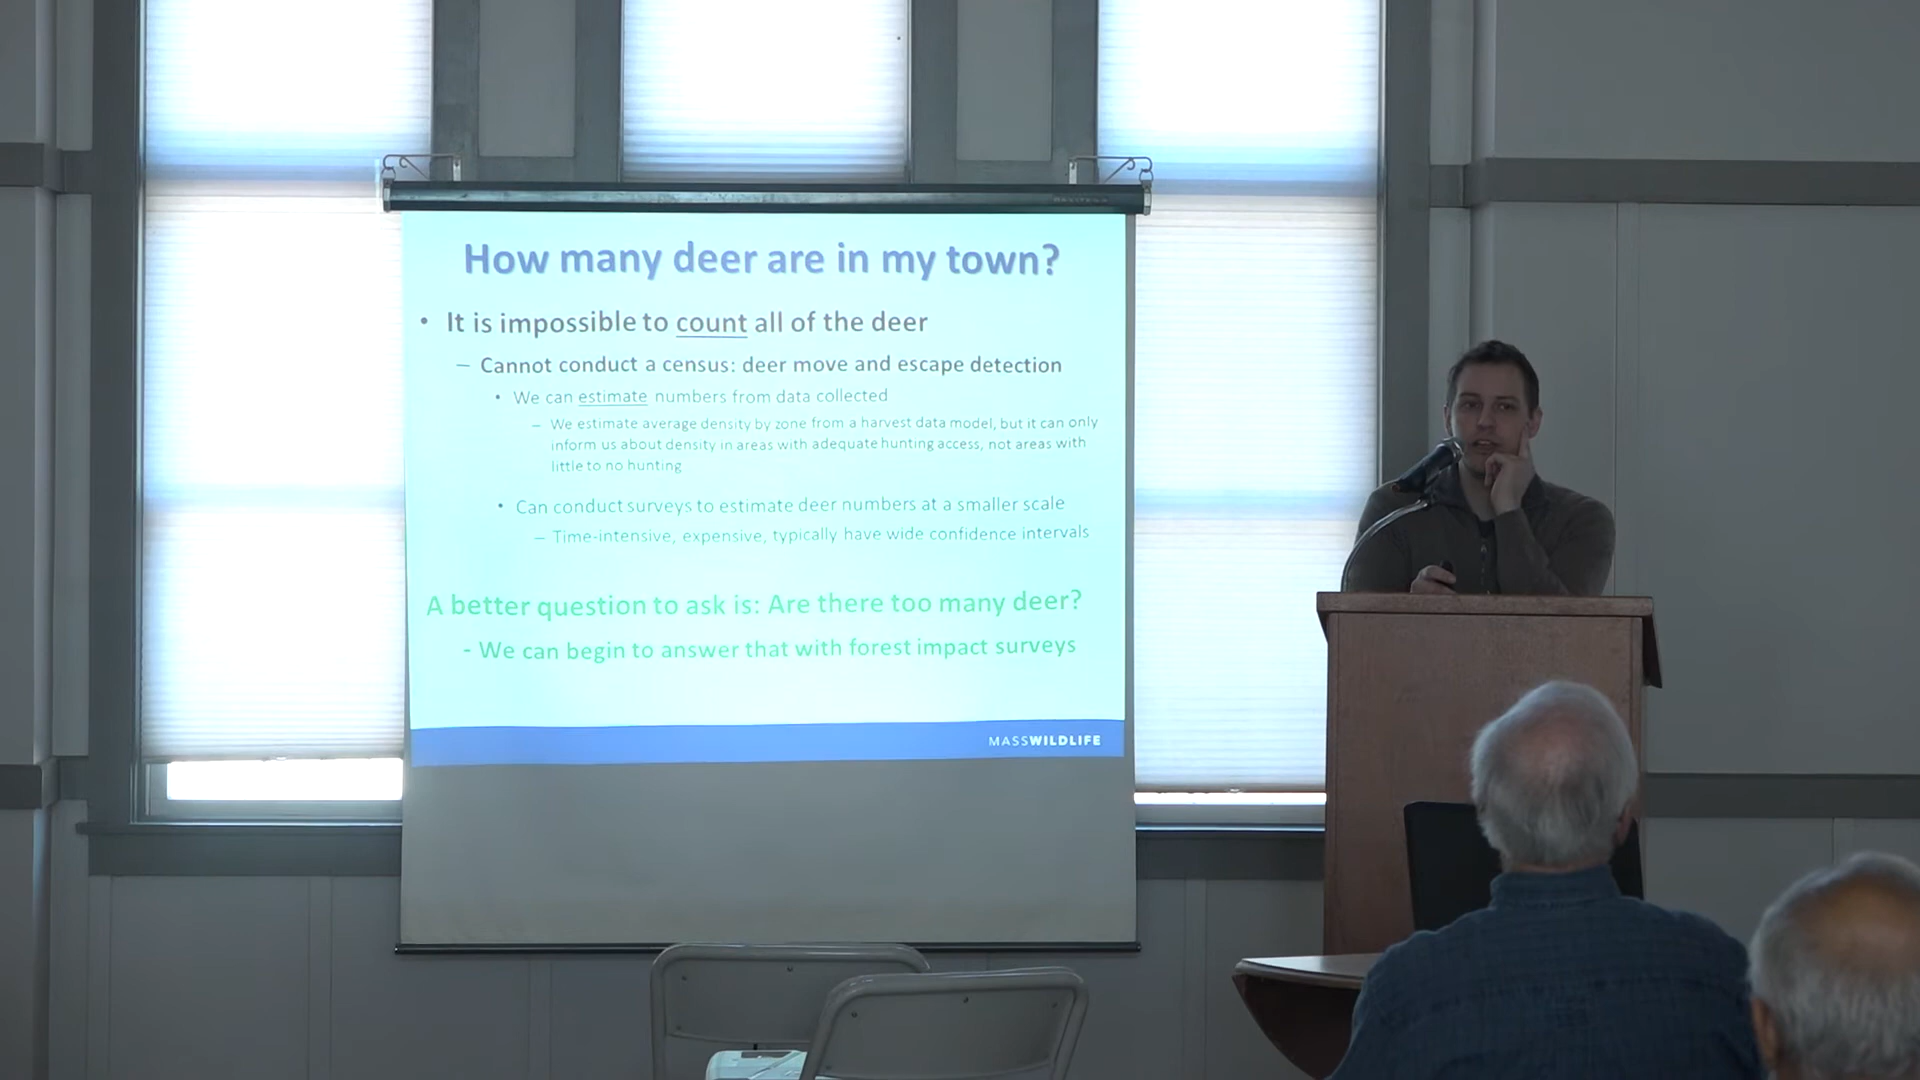 How many deer are in my town?
• It is impossible to count all of the deer
– Cannot conduct a census: deer move and escape detection
• We can estimate numbers from data collected
– We estimate average density by zone from a harvest data model, but it can only
inform us about density in areas with adequate hunting access, not areas with
little to no hunting
• Can conduct surveys to estimate deer numbers at a smaller scale
– Time-intensive, expensive, typically have wide confidence intervals
A better question to ask is: Are there too many deer?
- We can begin to answer that with forest impact surveys
MASSWILDLIFE